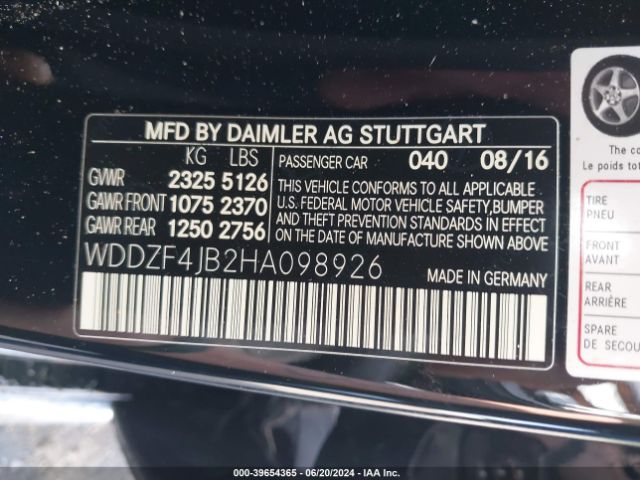 MFD BY DAIMLER AG STUTTGART
KG LBS
GVWR 2325 5126
GAWR FRONT 1075 2370
GAWR REAR 1250 2756
PASSENGER CAR 040 08/16
THIS VEHICLE CONFORMS TO ALL APPLICABLE
U.S. FEDERAL MOTOR VEHICLE SAFETY,BUMPER
AND THEFT PREVENTION STANDARDS IN EFFECT
ON THE DATE OF MANUFACTURE SHOWN ABOVE
WDDZF4JB2HA098926
MADE IN GERMANY
Le poids tot
TIRE
PNEU
FRONT
AVANT
REAR
ARRIÈRE
SPARE
DE SECOU
000-39654365 - 06/20/2024 - IAA Inc.